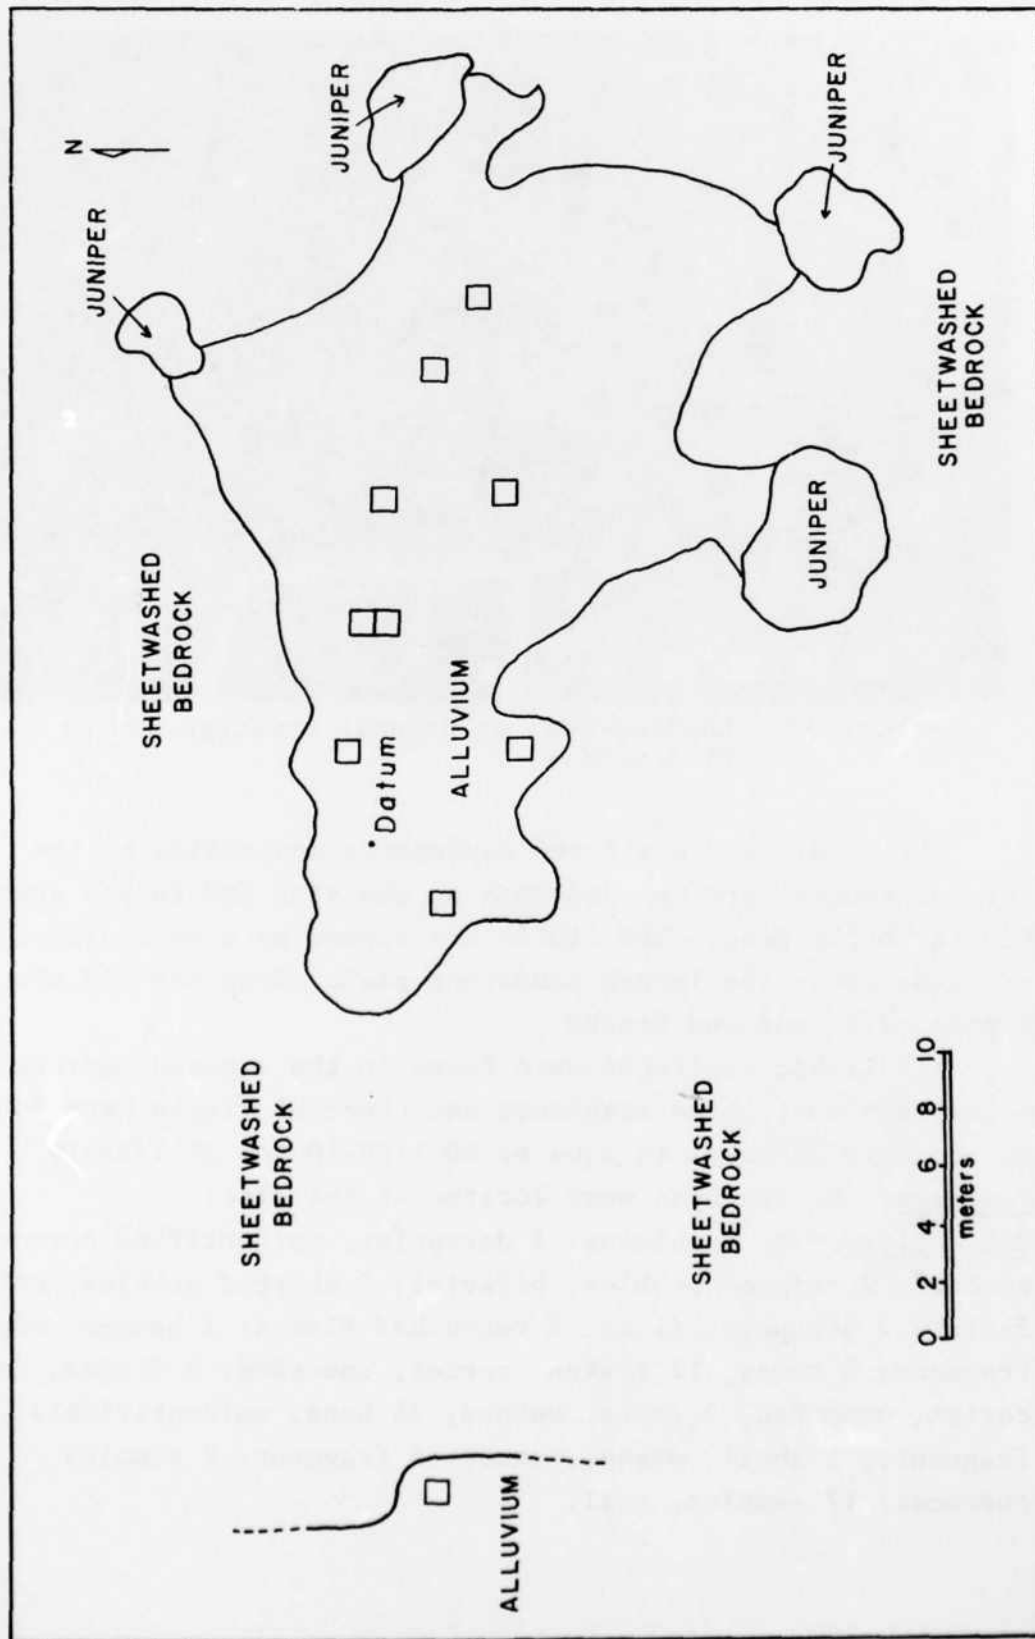 N
JUNIPER
JUNIPER
JUNIPER
SHEETWASHED
BEDROCK
Datum
ALLUVIUM
JUNIPER
SHEETWASHED
BEDROCK
SHEETWASHED
BEDROCK
SHEETWASHED
BEDROCK
ALLUVIUM
0 2 4 6 8 10
meters